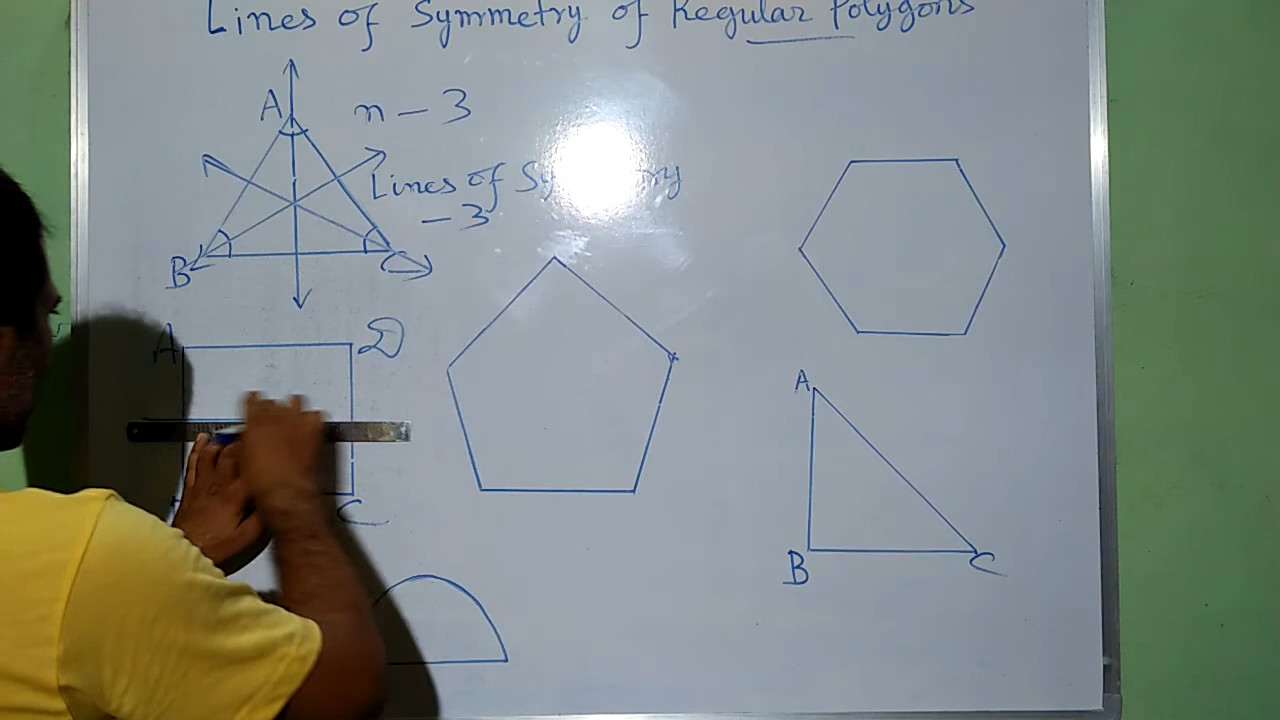 Lines of Symmetry of Regular Polygons
A
n - 3
Lines of Sy
- 3
B
C
A
D
C
A
B
C